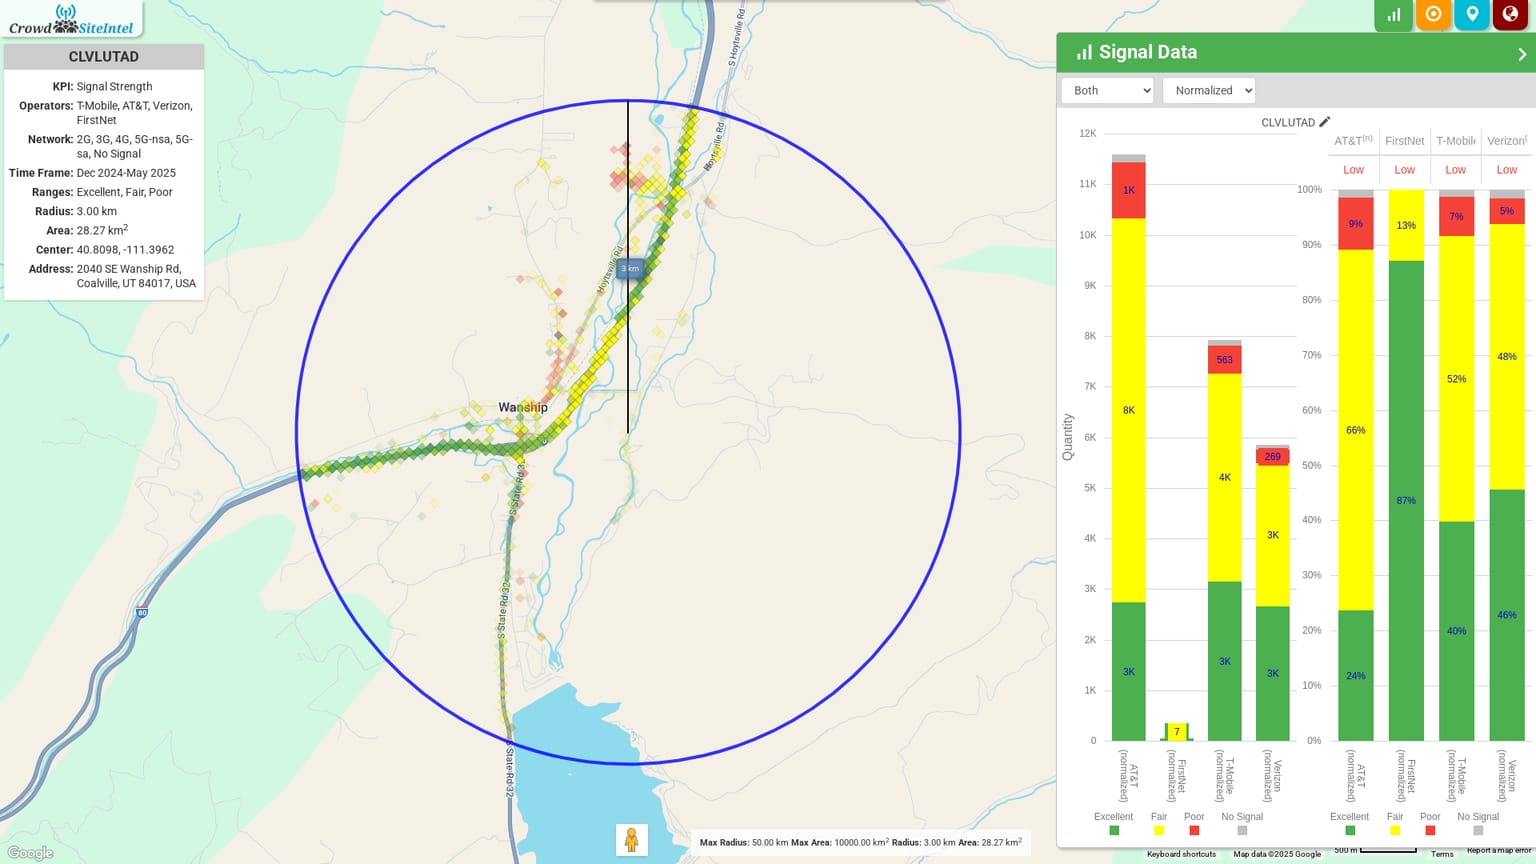 CrowdSiteIntel
CLVLUTAD
KPI: Signal Strength
Operators: T-Mobile, AT&T, Verizon,
FirstNet
Network: 2G, 3G, 4G, 5G-nsa, 5G-
sa, No Signal
Time Frame: Dec 2024-May 2025
Ranges: Excellent, Fair, Poor
Radius: 3.00 km
Area: 28.27 km²
Center: 40.8098, -111.3962
Address: 2040 SE Wanship Rd,
Coalville, UT 84017, USA
S Hoytsville Rd
Hoytsville Rd
Hoytsville Rd
3 km
Wanship
S State Rd 32
S State Rd 32
S State Rd 32
80
Google
Max Radius: 50.00 km Max Area: 10000.00 km² Radius: 3.00 km Area: 28.27 km²
Signal Data
Both
Normalized
CLVLUTAD
Quantity
12K
11K
10K
9K
8K
7K
6K
5K
4K
3K
2K
1K
0
1K
8K
3K
7
563
4K
3K
269
3K
3K
AT&T (normalized)
FirstNet (normalized)
T-Mobile (normalized)
Verizon (normalized)
Excellent Fair Poor No Signal
AT&T(n) FirstNet T-Mobile Verizon(
Low Low Low Low
100%
90%
80%
70%
60%
50%
40%
30%
20%
10%
0%
9%
66%
24%
13%
87%
7%
52%
40%
5%
48%
46%
AT&T (normalized)
FirstNet (normalized)
T-Mobile (normalized)
Verizon (normalized)
Excellent Fair Poor No Signal
Keyboard shortcuts Map data ©2025 Google 500 m Terms Report a map error